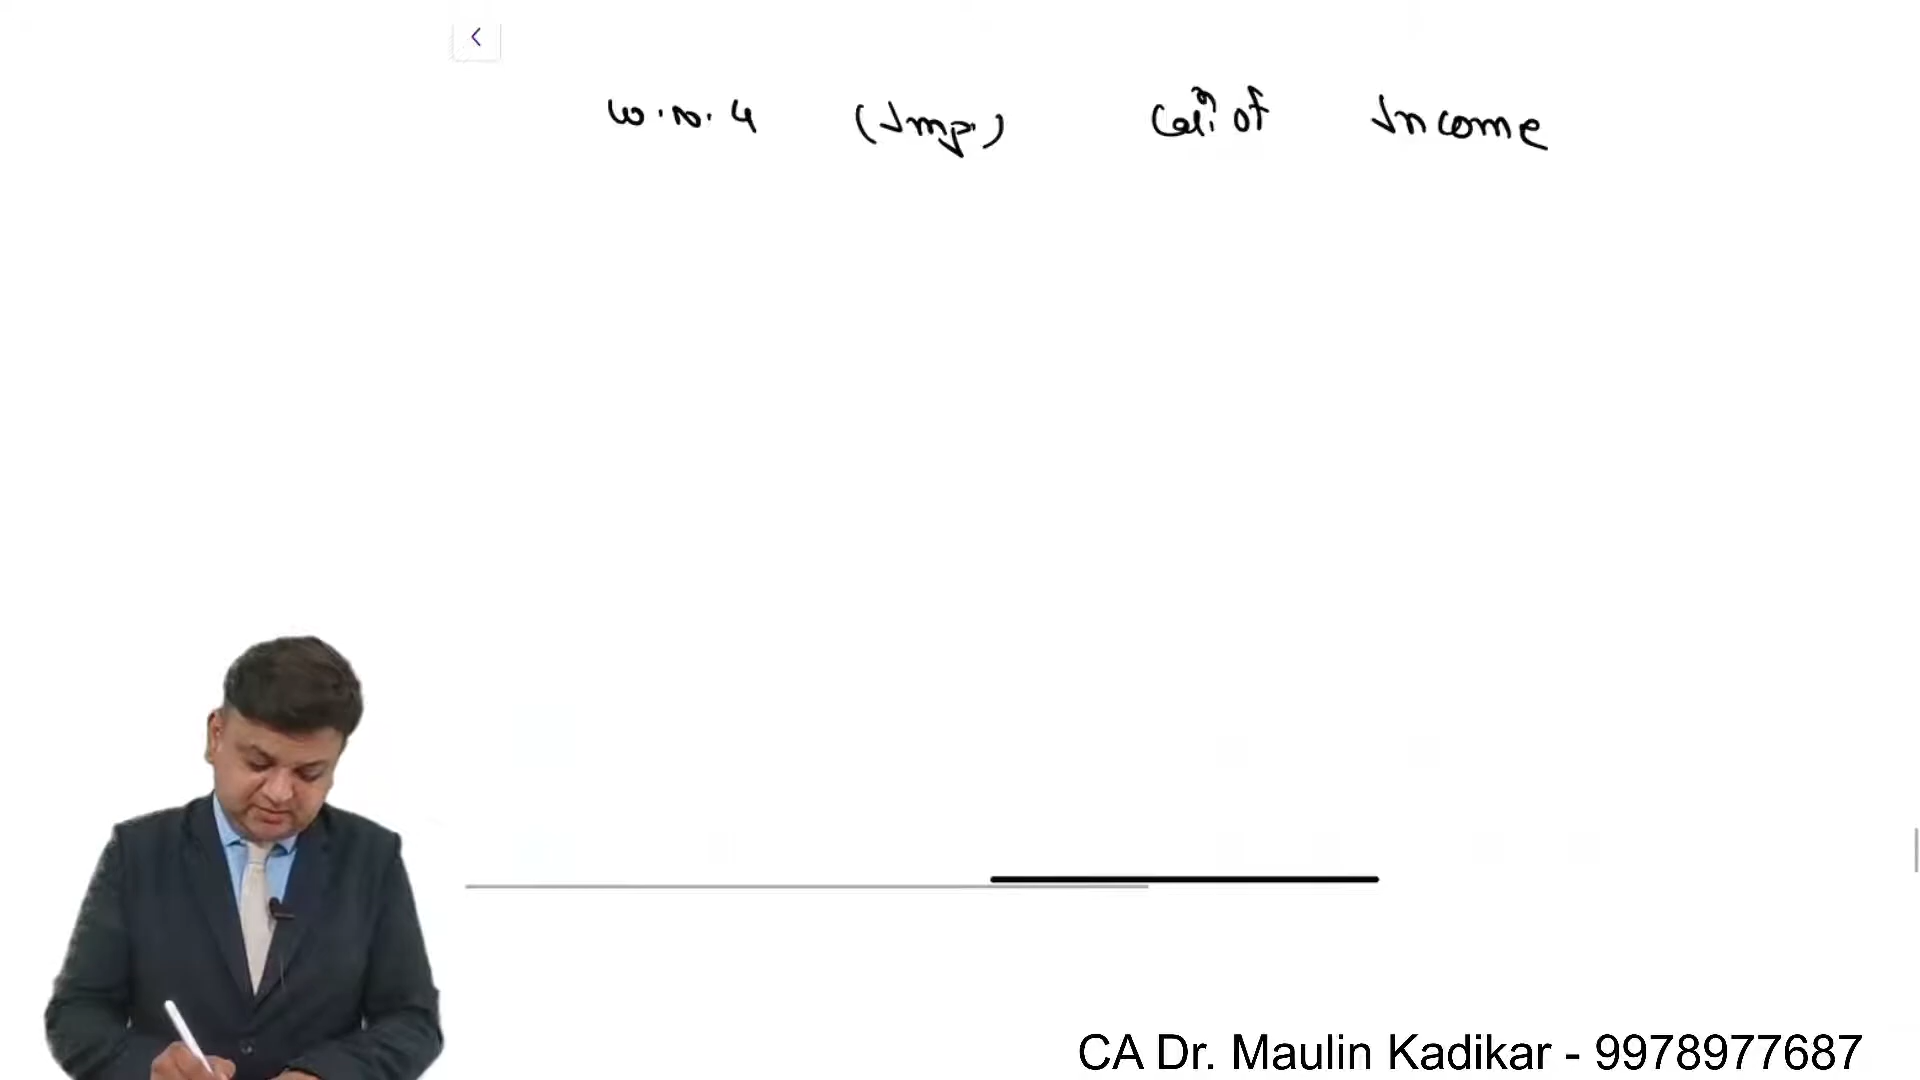 W.N. 4 (Imp.) Calⁿ. of Income
CA Dr. Maulin Kadikar - 9978977687